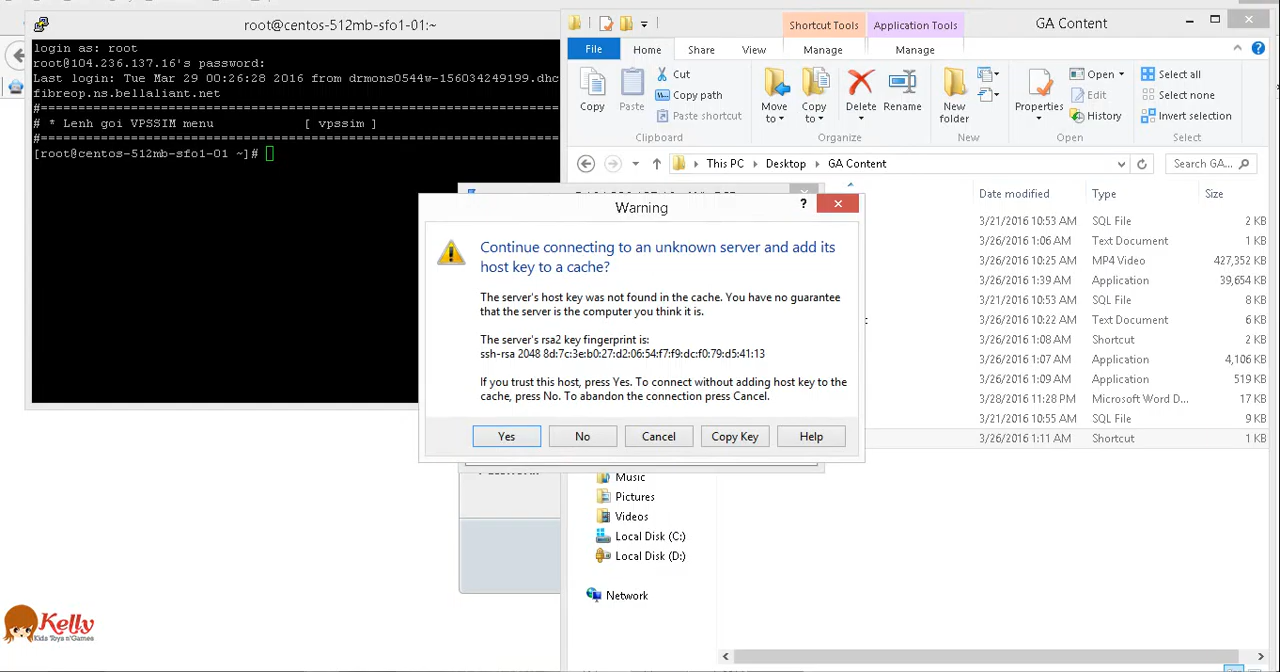 root@centos-512mb-sfo1-01:~
login as: root
root@104.236.137.16's password:
Last login: Tue Mar 29 00:26:28 2016 from drmons0544w-156034249199.dhc
fibreop.ns.bellaliant.net
#=========================================================
# * Lenh goi VPSSIM menu [ vpssim ]
#=========================================================
[root@centos-512mb-sfo1-01 ~]#
Shortcut Tools
Application Tools
GA Content
File
Home
Share
View
Manage
Manage
Copy
Paste
Cut
Copy path
Paste shortcut
Clipboard
Move to
Copy to
Delete
Rename
Organize
New folder
New
Properties
Open
Edit
History
Open
Select all
Select none
Invert selection
Select
This PC
Desktop
GA Content
Search GA...
Date modified
Type
Size
3/21/2016 10:53 AM SQL File 2 KB
3/26/2016 1:06 AM Text Document 1 KB
3/26/2016 10:25 AM MP4 Video 427,352 KB
3/26/2016 1:39 AM Application 39,654 KB
3/21/2016 10:53 AM SQL File 8 KB
3/26/2016 10:22 AM Text Document 6 KB
3/26/2016 1:08 AM Shortcut 2 KB
3/26/2016 1:07 AM Application 4,106 KB
3/26/2016 1:09 AM Application 519 KB
3/28/2016 11:28 PM Microsoft Word D... 17 KB
3/21/2016 10:55 AM SQL File 9 KB
3/26/2016 1:11 AM Shortcut 1 KB
Warning
?
Continue connecting to an unknown server and add its
host key to a cache?
The server's host key was not found in the cache. You have no guarantee
that the server is the computer you think it is.
The server's rsa2 key fingerprint is:
ssh-rsa 2048 8d:7c:3e:b0:27:d2:06:54:f7:f9:dc:f0:79:d5:41:13
If you trust this host, press Yes. To connect without adding host key to the
cache, press No. To abandon the connection press Cancel.
Yes
No
Cancel
Copy Key
Help
Music
Pictures
Videos
Local Disk (C:)
Local Disk (D:)
Network
Kelly
Kids Toys n'Games